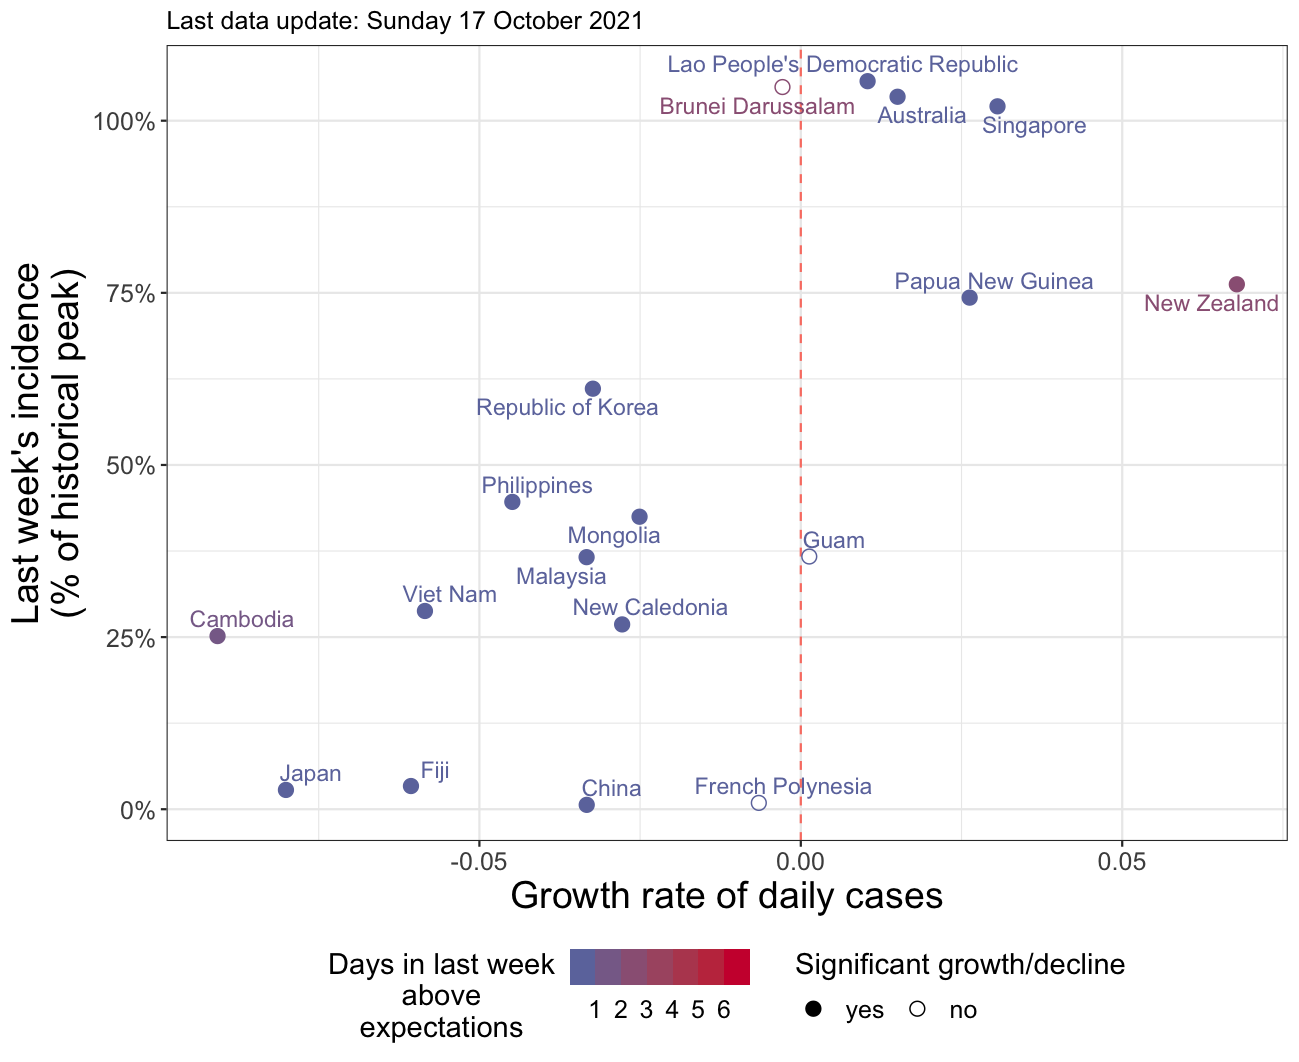 Last data update: Sunday 17 October 2021
Lao People's Democratic Republic
Brunei Darussalam
Australia
Singapore
100%
Papua New Guinea
75%
New Zealand
Republic of Korea
50%
Philippines
Mongolia
Guam
Malaysia
Viet Nam
New Caledonia
Cambodia
25%
Japan
Fiji
China
French Polynesia
0%
Last week's incidence
(% of historical peak)
-0.05 0.00 0.05
Growth rate of daily cases
Days in last week
above
expectations
1 2 3 4 5 6
Significant growth/decline
yes no